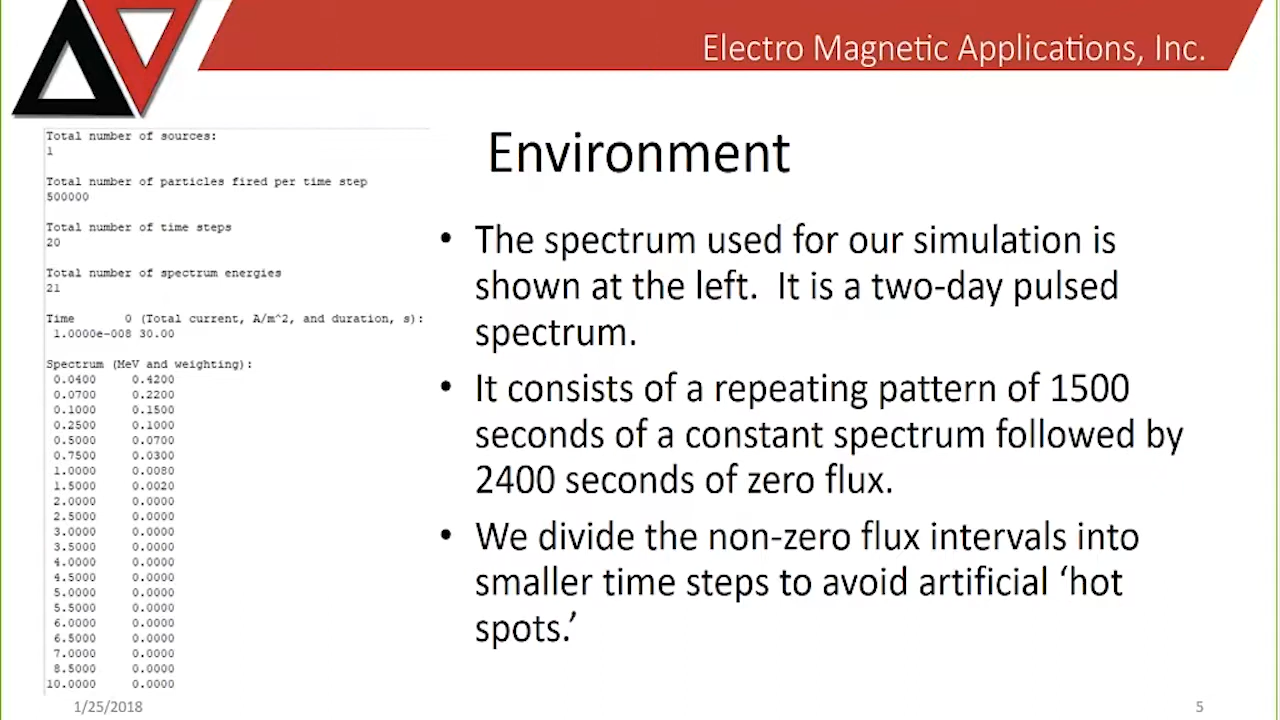 Electro Magnetic Applications, Inc.
Total number of sources:
1
Total number of particles fired per time step
500000
Total number of time steps
20
Total number of spectrum energies
21
Time 0 (Total current, A/m^2, and duration, s):
1.0000e-008 30.00
Spectrum (MeV and weighting):
0.0400 0.4200
0.0700 0.2200
0.1000 0.1500
0.2500 0.1000
0.5000 0.0700
0.7500 0.0300
1.0000 0.0080
1.5000 0.0020
2.0000 0.0000
2.5000 0.0000
3.0000 0.0000
3.5000 0.0000
4.0000 0.0000
4.5000 0.0000
5.0000 0.0000
5.5000 0.0000
6.0000 0.0000
6.5000 0.0000
7.0000 0.0000
8.5000 0.0000
10.0000 0.0000
Environment
• The spectrum used for our simulation is
shown at the left. It is a two-day pulsed
spectrum.
• It consists of a repeating pattern of 1500
seconds of a constant spectrum followed by
2400 seconds of zero flux.
• We divide the non-zero flux intervals into
smaller time steps to avoid artificial ‘hot
spots.’
1/25/2018
5